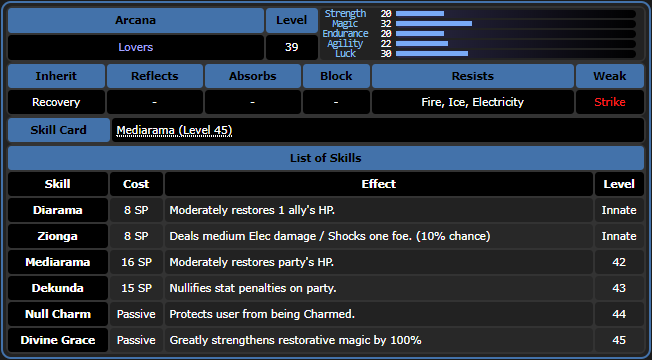 Arcana Level
Lovers 39
Strength 20
Magic 32
Endurance 20
Agility 22
Luck 30
Inherit Reflects Absorbs Block Resists Weak
Recovery - - - Fire, Ice, Electricity Strike
Skill Card Mediarama (Level 45)
List of Skills
Skill Cost Effect Level
Diarama 8 SP Moderately restores 1 ally's HP. Innate
Zionga 8 SP Deals medium Elec damage / Shocks one foe. (10% chance) Innate
Mediarama 16 SP Moderately restores party's HP. 42
Dekunda 15 SP Nullifies stat penalties on party. 43
Null Charm Passive Protects user from being Charmed. 44
Divine Grace Passive Greatly strengthens restorative magic by 100% 45